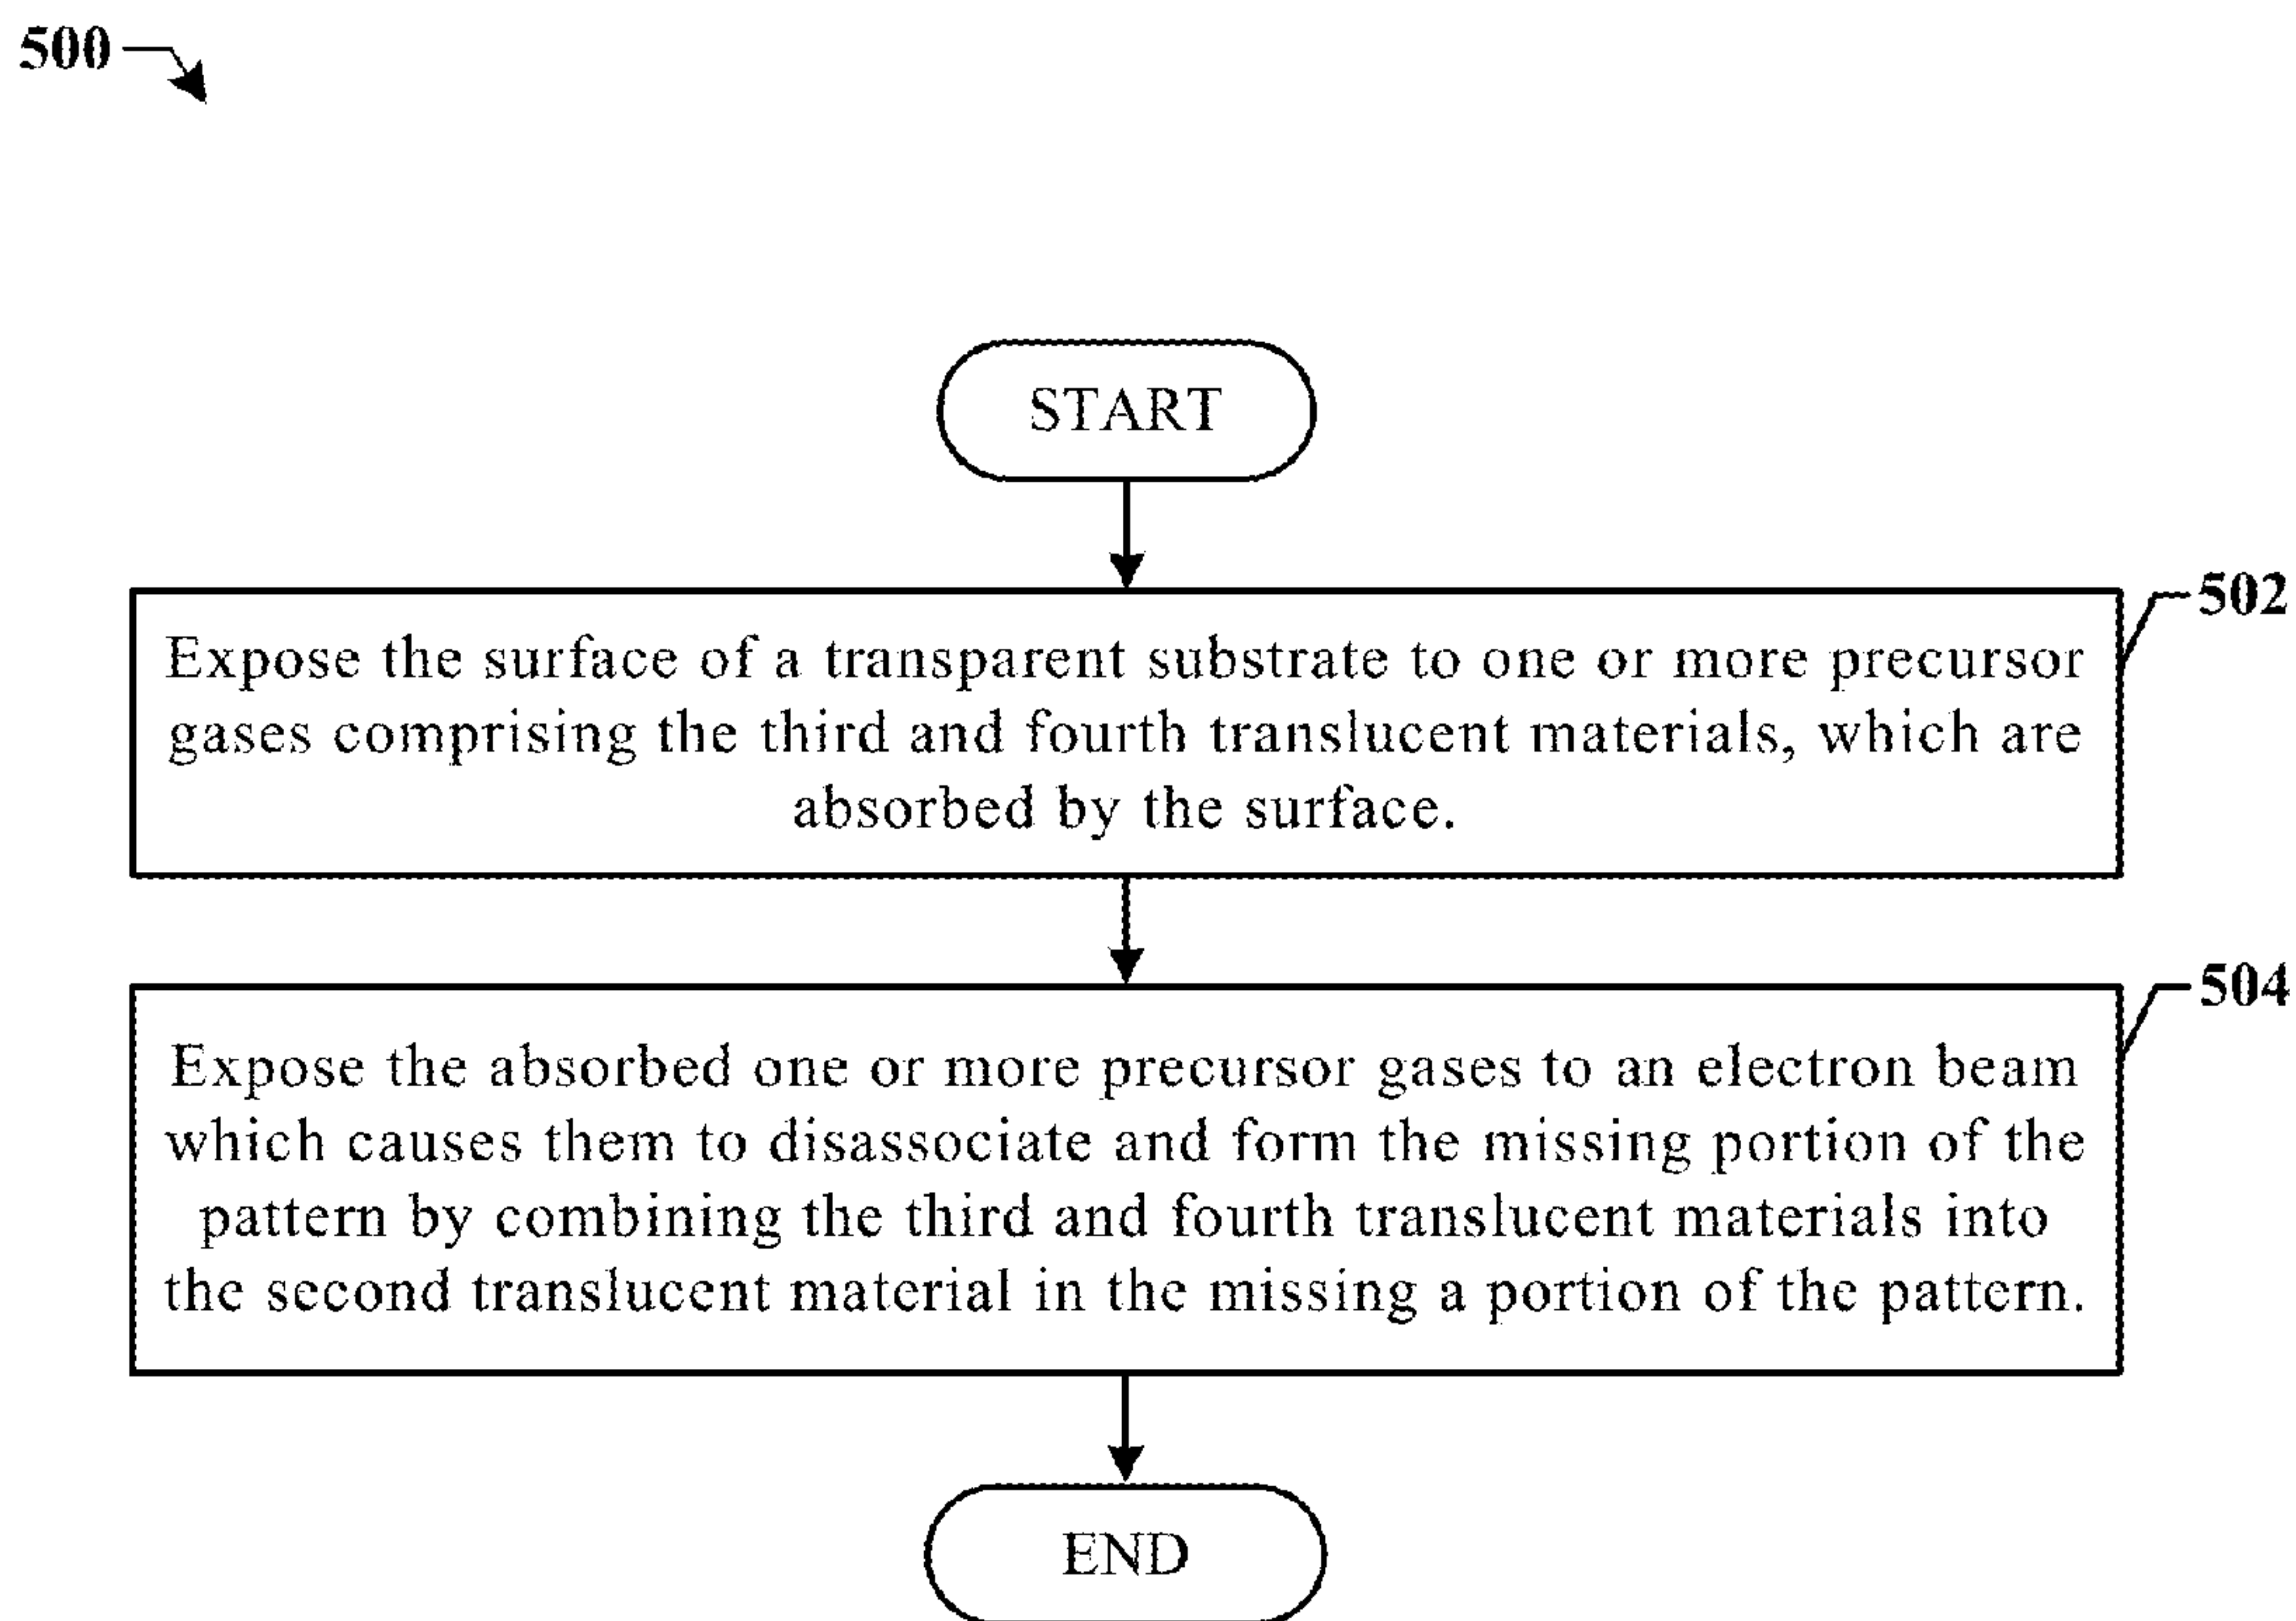 500
START
502
Expose the surface of a transparent substrate to one or more precursor
gases comprising the third and fourth translucent materials, which are
absorbed by the surface.
504
Expose the absorbed one or more precursor gases to an electron beam
which causes them to disassociate and form the missing portion of the
pattern by combining the third and fourth translucent materials into
the second translucent material in the missing a portion of the pattern.
END